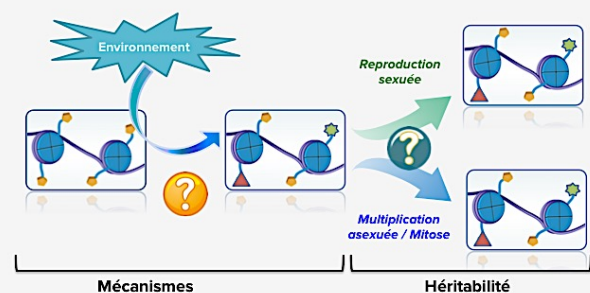 Environnement
Reproduction
sexuée
?
?
Multiplication
asexuée / Mitose
Mécanismes
Héritabilité